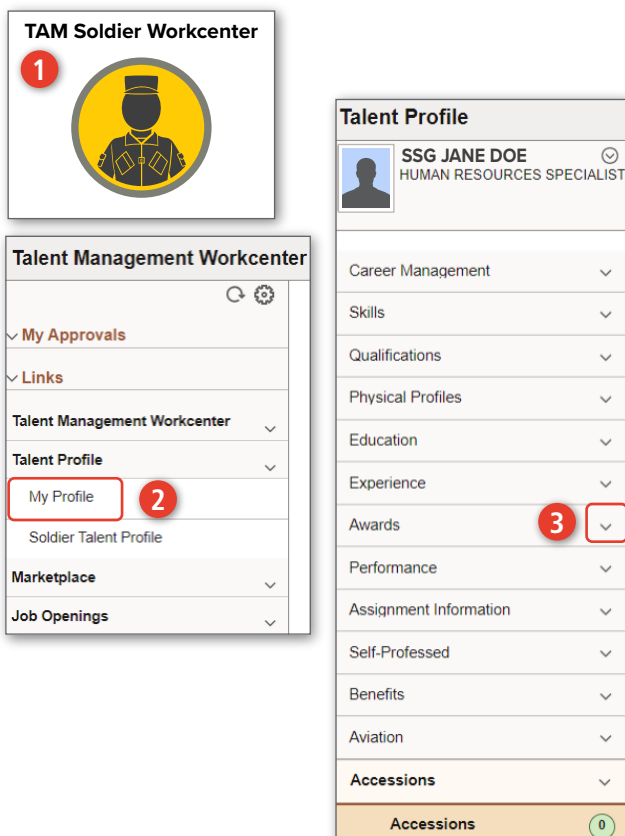 TAM Soldier Workcenter
1
Talent Management Workcenter
My Approvals
Links
Talent Management Workcenter
Talent Profile
My Profile
2
Soldier Talent Profile
Marketplace
Job Openings
Talent Profile
SSG JANE DOE
HUMAN RESOURCES SPECIALIST
Career Management
Skills
Qualifications
Physical Profiles
Education
Experience
Awards
3
Performance
Assignment Information
Self-Professed
Benefits
Aviation
Accessions
Accessions
0